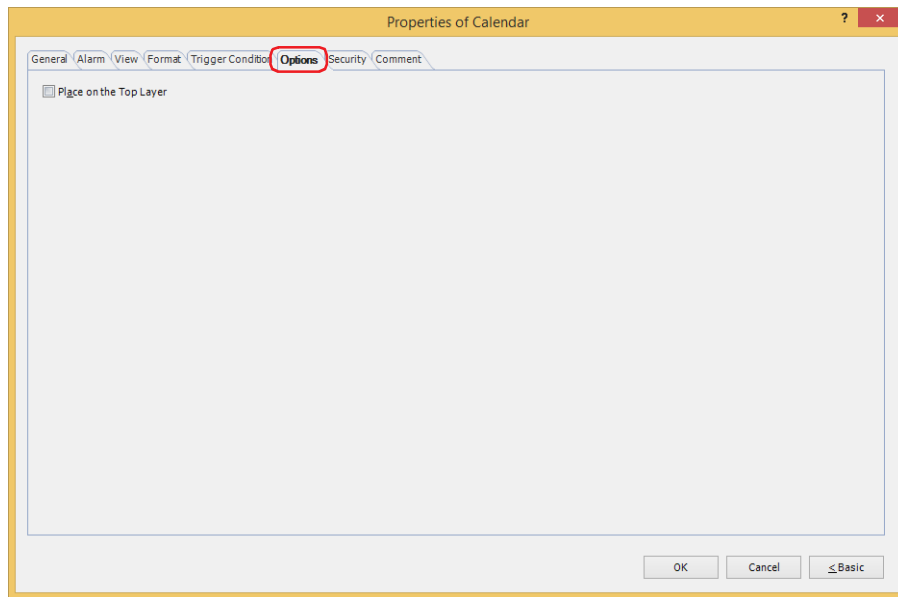 Properties of Calendar ? ×
General Alarm View Format Trigger Condition Options Security Comment
Place on the Top Layer
OK Cancel < Basic